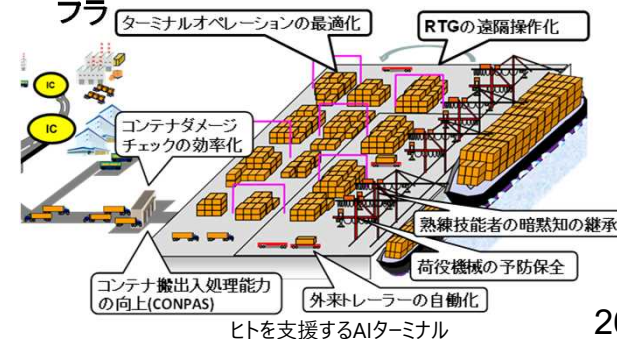 フラ
ターミナルオペレーションの最適化
RTGの遠隔操作化
IC
IC
コンテナダメージ
チェックの効率化
熟練技能者の暗黙知の継承
荷役機械の予防保全
コンテナ搬出入処理能力
の向上(CONPAS)
外来トレーラーの自働化
ヒトを支援するAIターミナル